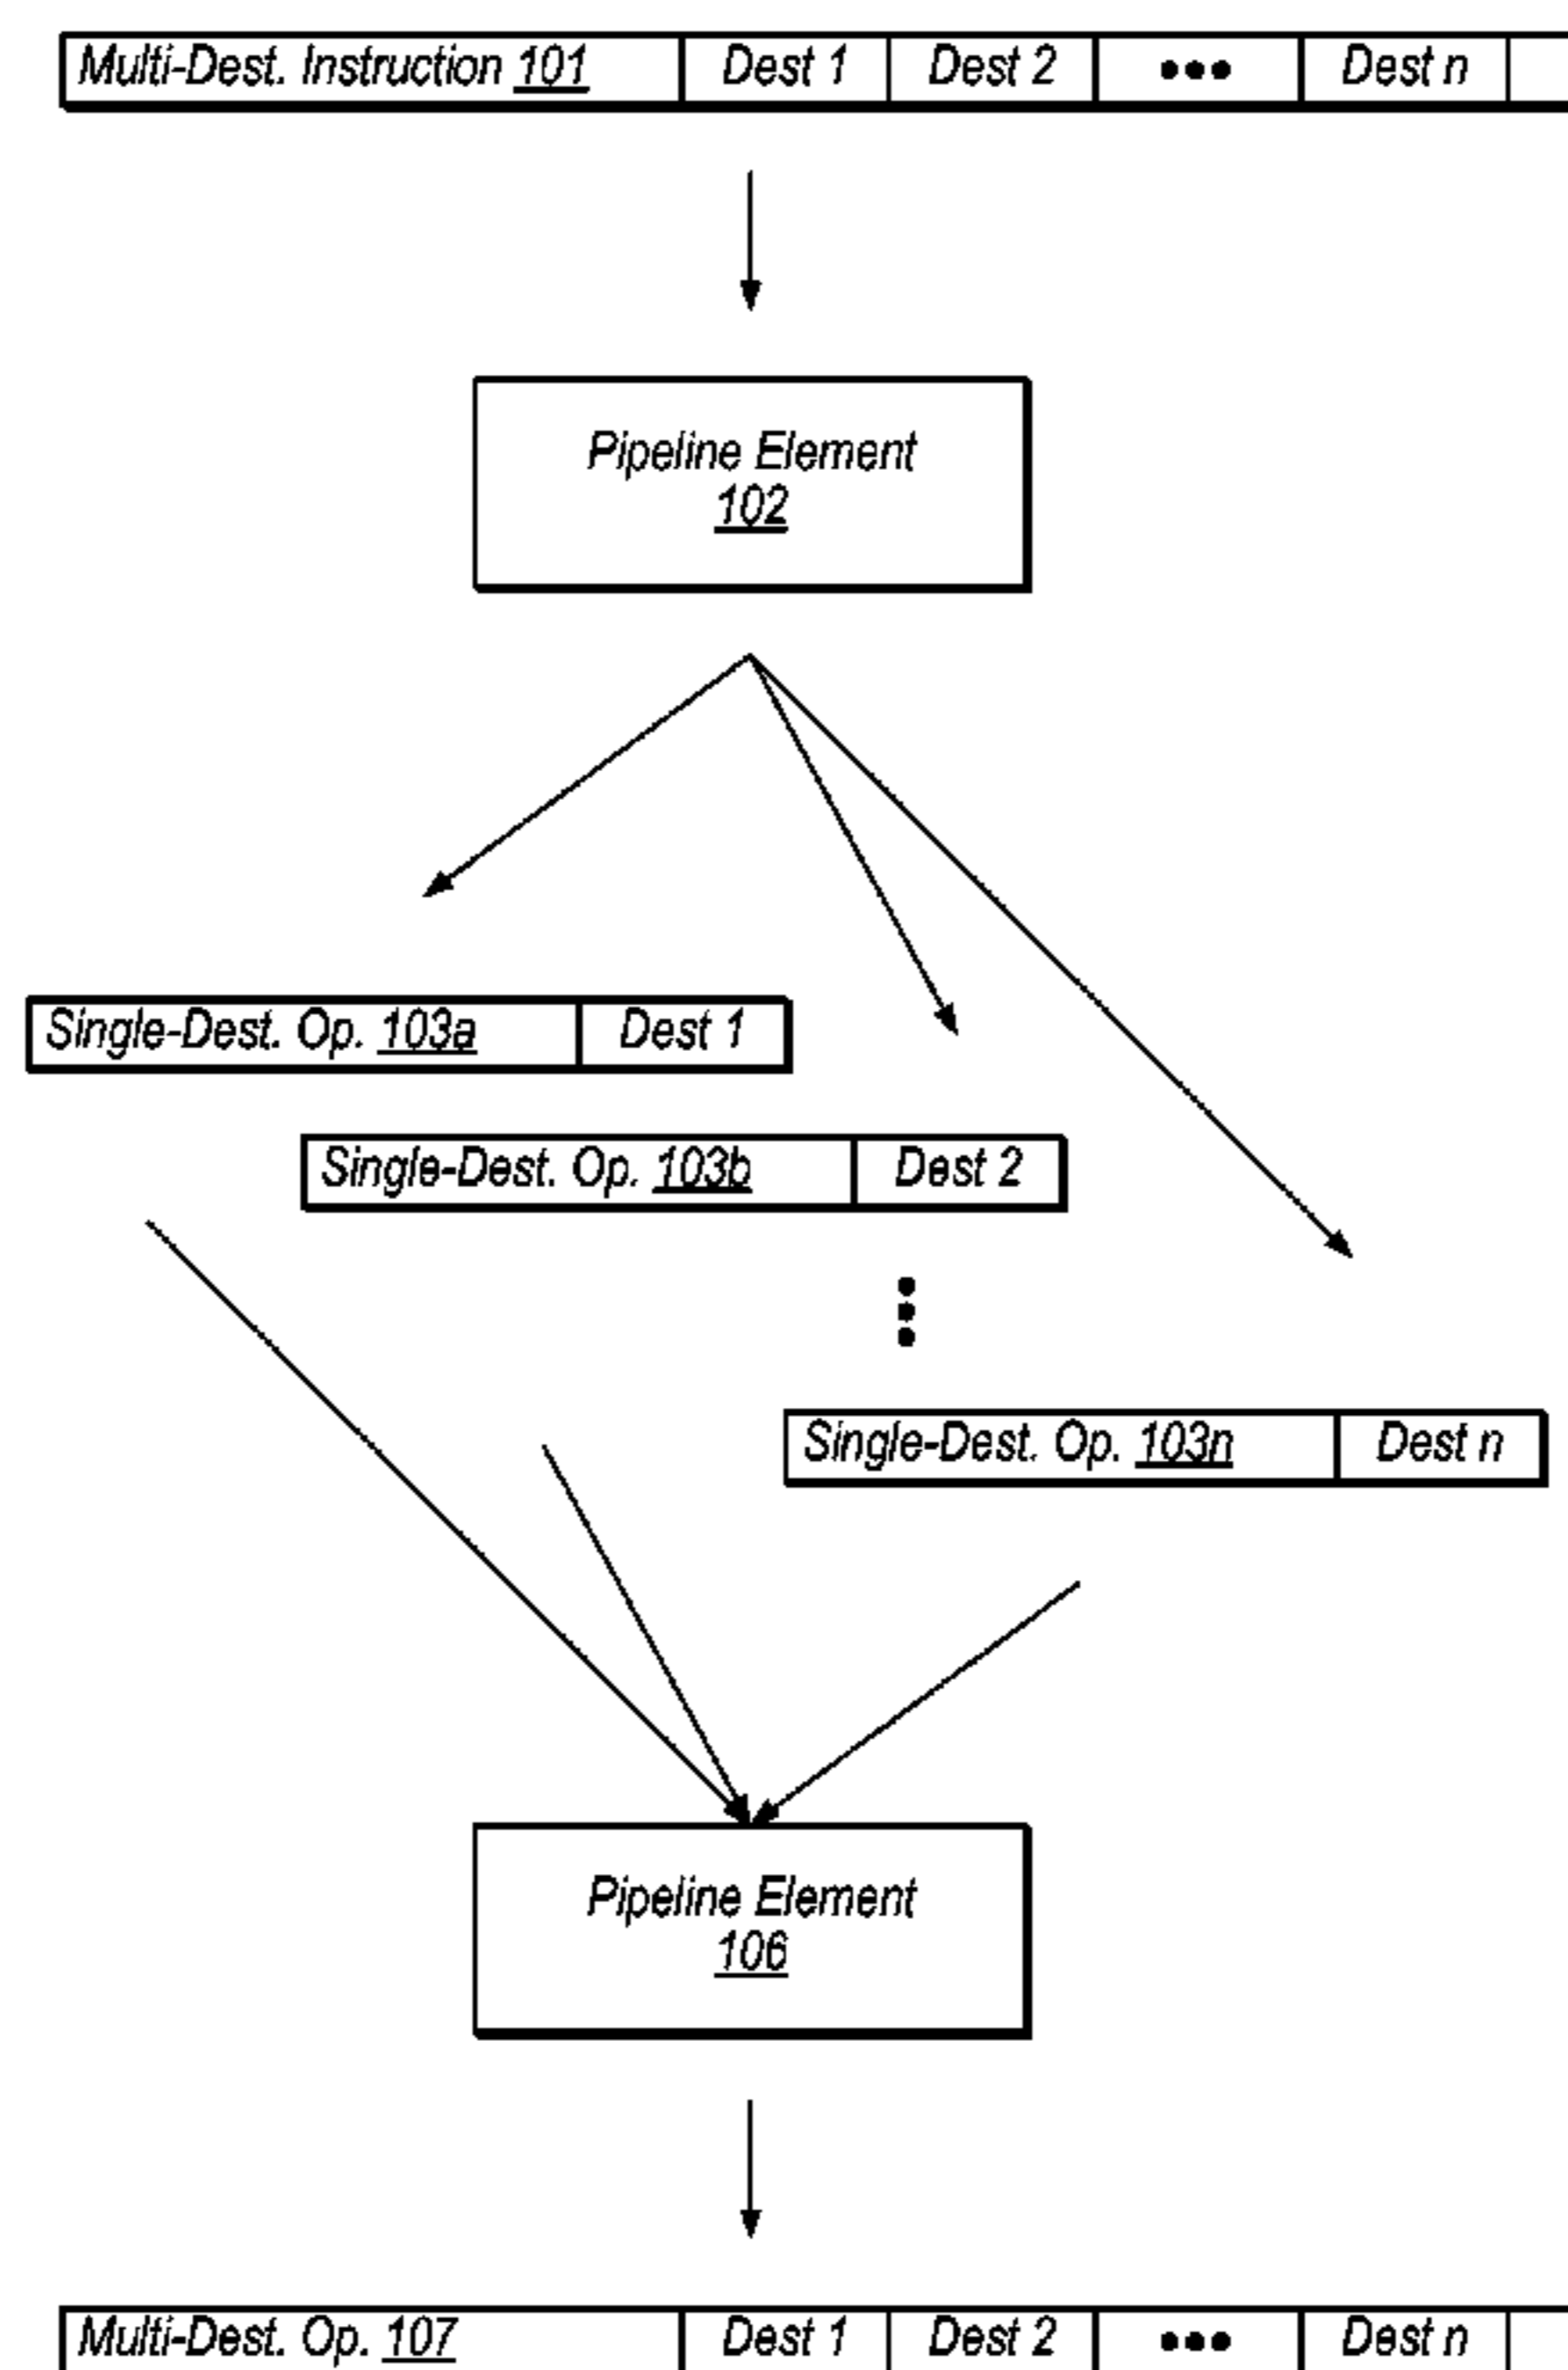 Multi-Dest. Instruction 101 Dest 1 Dest 2 ••• Dest n
Pipeline Element
102
Single-Dest. Op. 103a Dest 1
Single-Dest. Op. 103b Dest 2
Single-Dest. Op. 103n Dest n
Pipeline Element
106
Multi-Dest. Op. 107 Dest 1 Dest 2 ••• Dest n